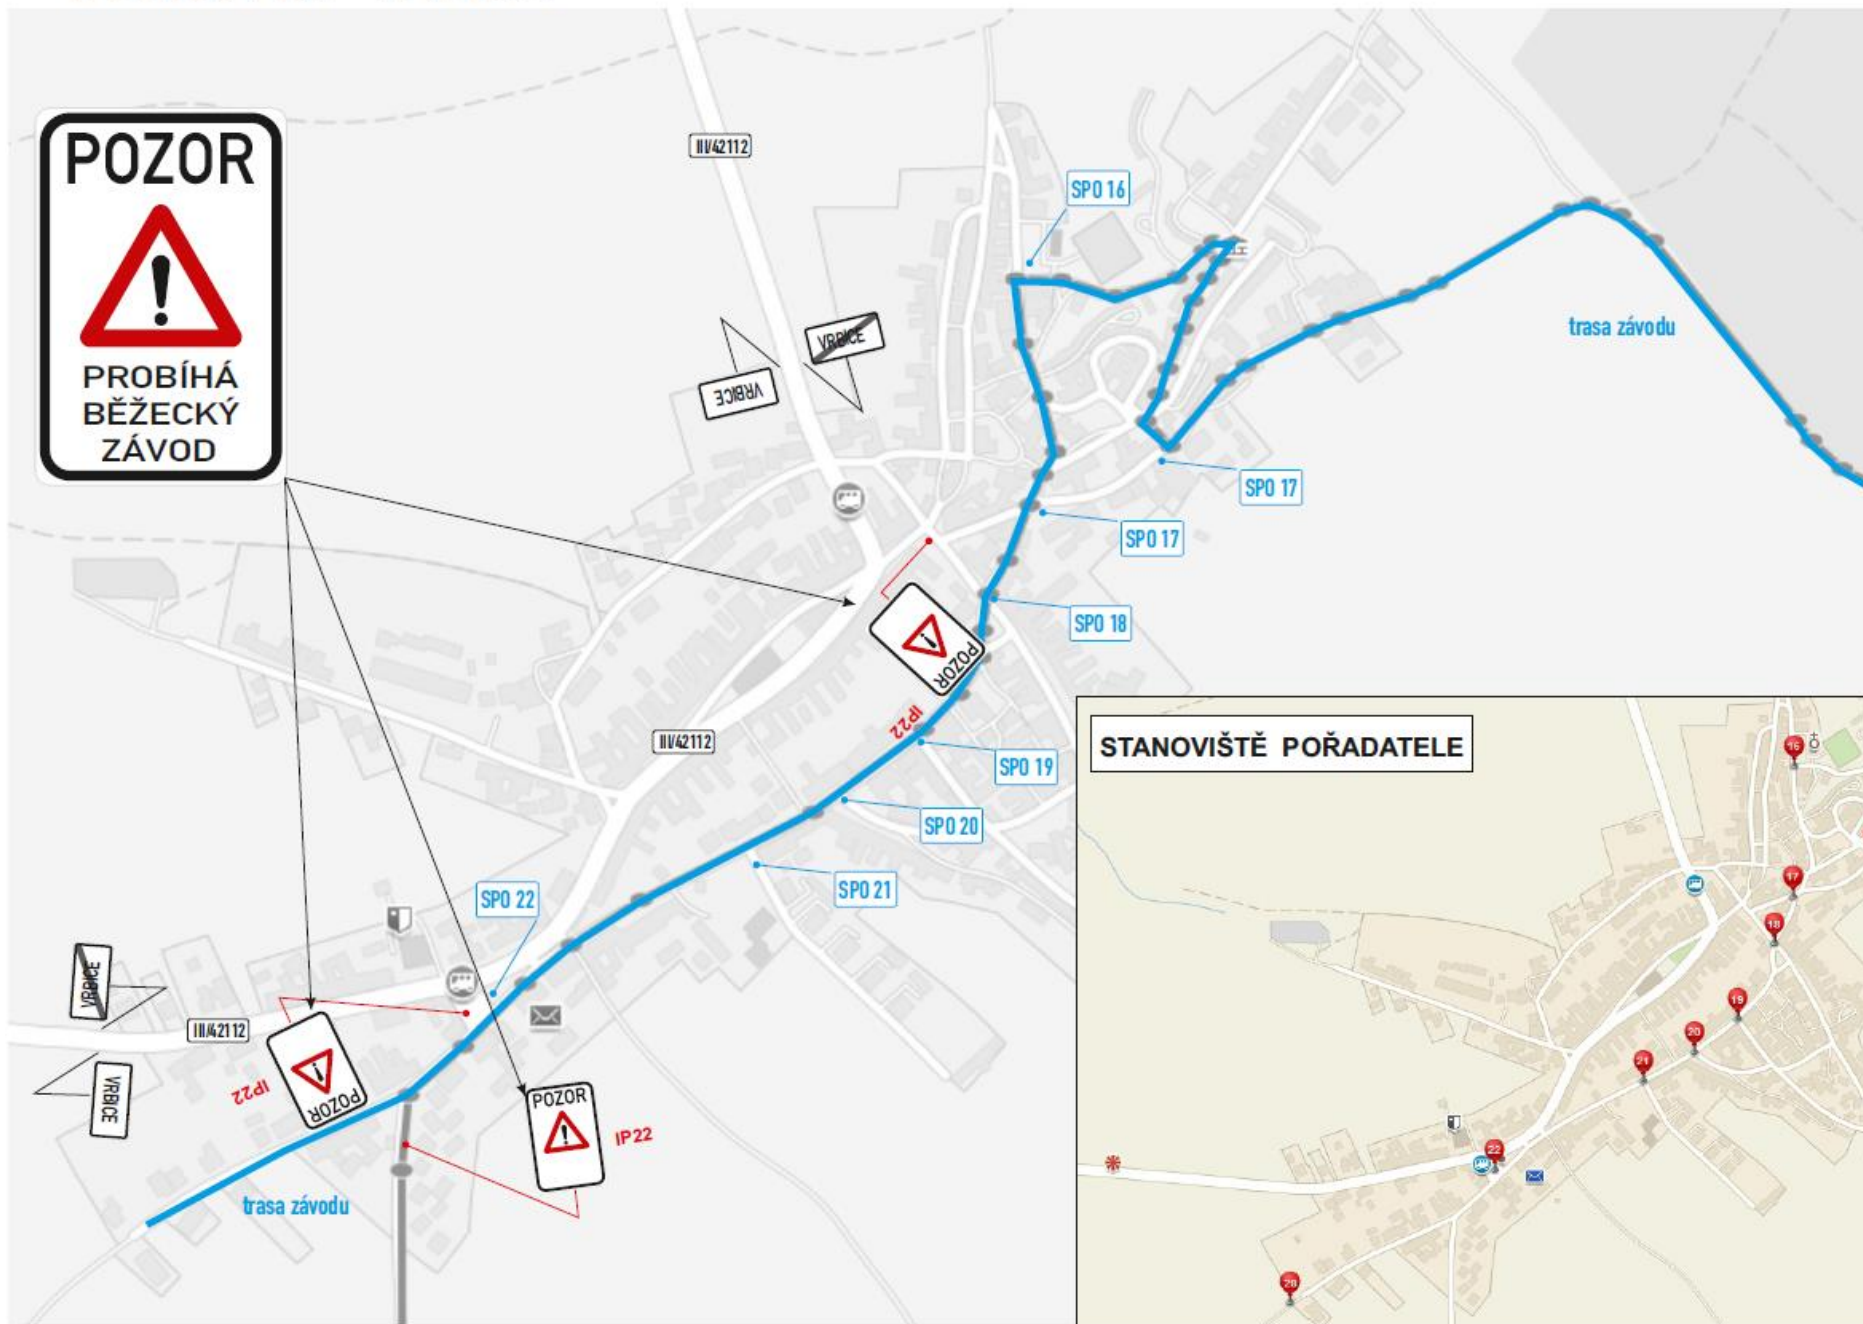 POZOR
PROBÍHÁ
BĚŽECKÝ
ZÁVOD
III/42112
SPO 16
VRBICE
VRBICE
trasa závodu
SPO 17
SPO 17
SPO 18
POZOR
IP22
III/42112
SPO 19
SPO 20
SPO 21
SPO 22
VRBICE
III/42112
VRBICE
IP22
POZOR
POZOR
IP22
trasa závodu
STANOVIŠTĚ POŘADATELE
16
17
18
19
20
21
22